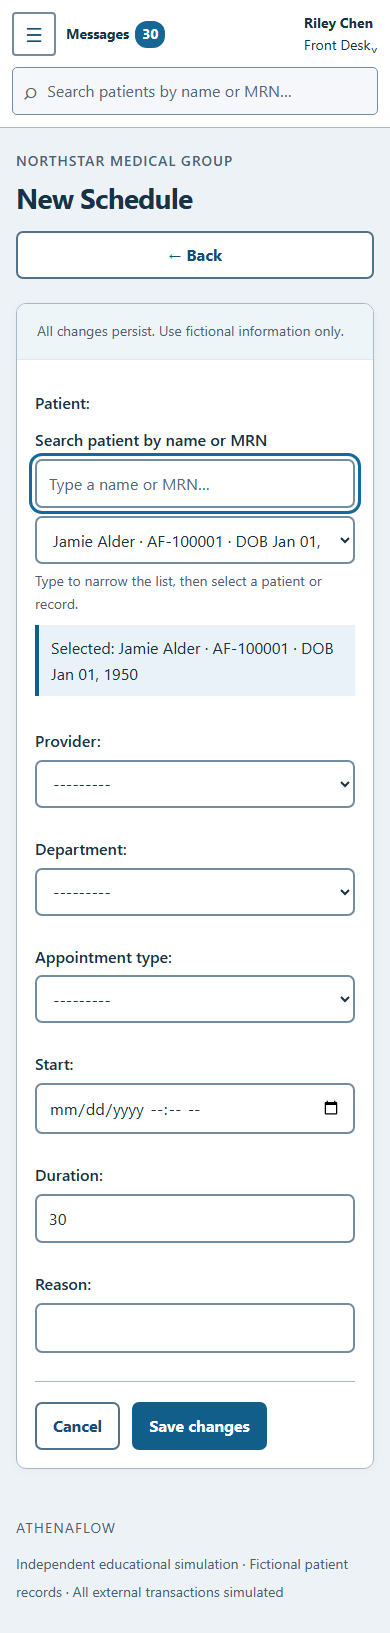 ☰ Messages 30
Riley Chen
Front Desk
Search patients by name or MRN...
NORTHSTAR MEDICAL GROUP
New Schedule
← Back
All changes persist. Use fictional information only.
Patient:
Search patient by name or MRN
Type a name or MRN...
Jamie Alder · AF-100001 · DOB Jan 01,
Type to narrow the list, then select a patient or
record.
Selected: Jamie Alder · AF-100001 · DOB
Jan 01, 1950
Provider:
---------
Department:
---------
Appointment type:
---------
Start:
mm/dd/yyyy --:-- --
Duration:
30
Reason:
Cancel
Save changes
ATHENAFLOW
Independent educational simulation · Fictional patient
records · All external transactions simulated